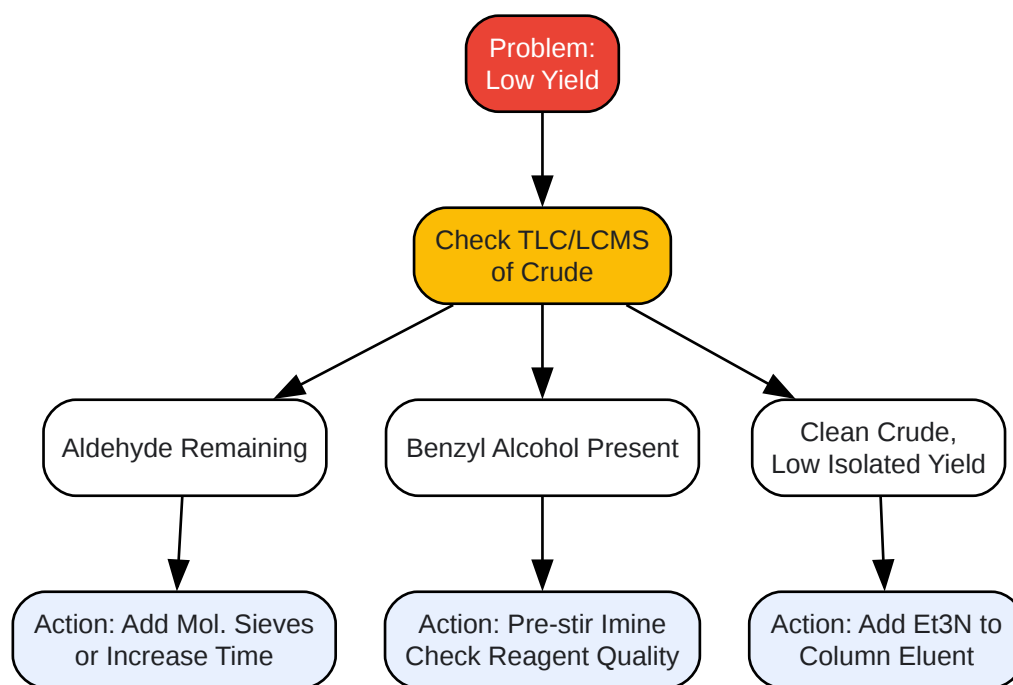 Problem:
Low Yield
Check TLC/LCMS
of Crude
Aldehyde Remaining
Benzyl Alcohol Present
Clean Crude,
Low Isolated Yield
Action: Add Mol. Sieves
or Increase Time
Action: Pre-stir Imine
Check Reagent Quality
Action: Add Et3N to
Column Eluent